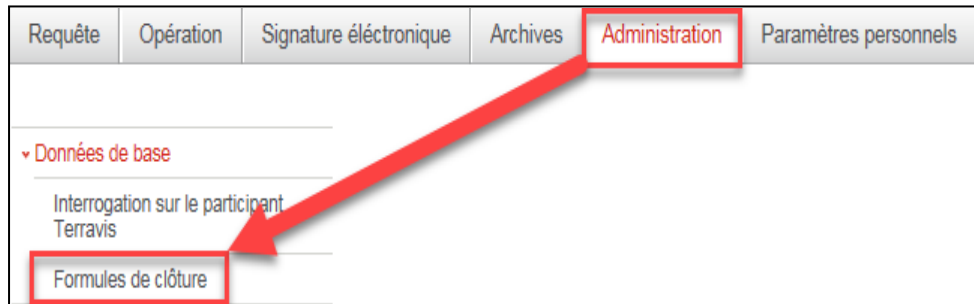 Requête Opération Signature éléctronique Archives Administration Paramètres personnels
Données de base
Interrogation sur le participant
Terravis
Formules de clôture